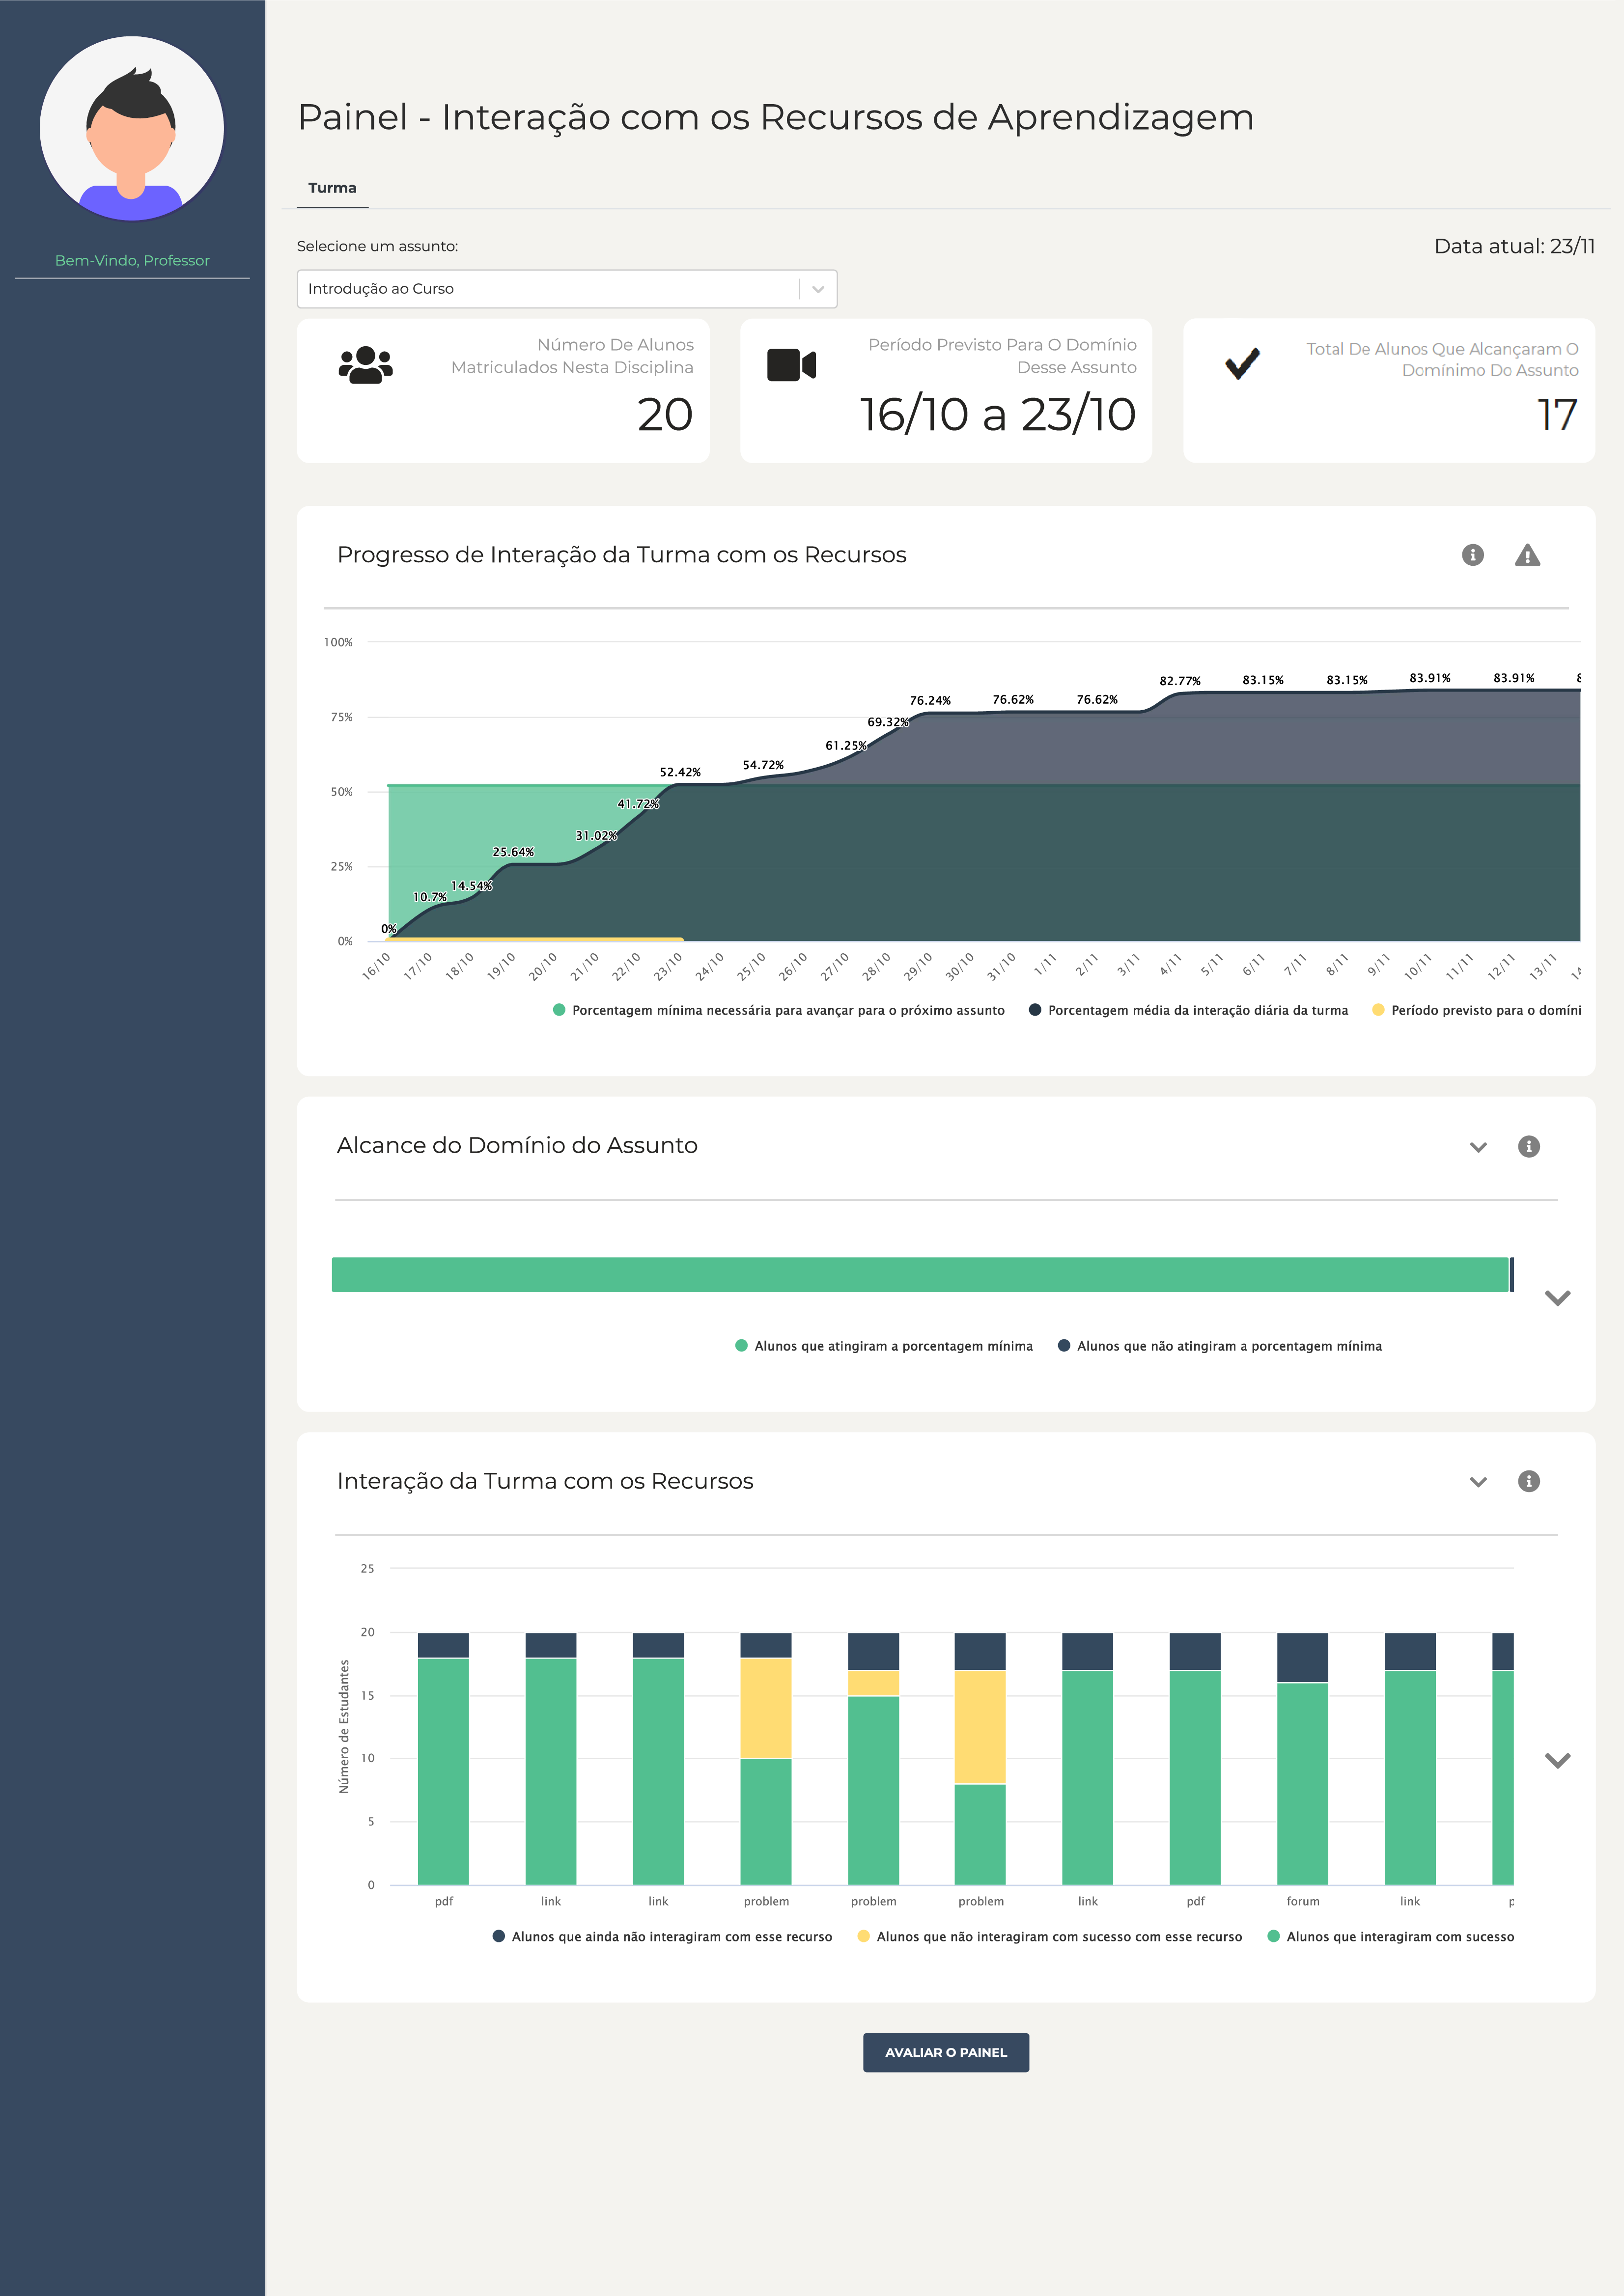 Bem-Vindo, Professor
Painel - Interação com os Recursos de Aprendizagem
Turma
Selecione um assunto:
Data atual: 23/11
Introdução ao Curso
Número De Alunos
Matriculados Nesta Disciplina
20
Período Previsto Para O Domínio
Desse Assunto
16/10 a 23/10
Total De Alunos Que Alcançaram O
Domínimo Do Assunto
17
Progresso de Interação da Turma com os Recursos
100%
75%
50%
25%
0%
0%
10.7%
14.54%
25.64%
31.02%
41.72%
52.42%
54.72%
61.25%
69.32%
76.24%
76.62%
76.62%
82.77%
83.15%
83.15%
83.91%
83.91%
16/10 17/10 18/10 19/10 20/10 21/10 22/10 23/10 24/10 25/10 26/10 27/10 28/10 29/10 30/10 31/10 1/11 2/11 3/11 4/11 5/11 6/11 7/11 8/11 9/11 10/11 11/11 12/11 13/11
Porcentagem mínima necessária para avançar para o próximo assunto Porcentagem média da interação diária da turma Período previsto para o domíni
Alcance do Domínio do Assunto
Alunos que atingiram a porcentagem mínima Alunos que não atingiram a porcentagem mínima
Interação da Turma com os Recursos
Número de Estudantes
25
20
15
10
5
0
pdf link link problem problem problem link pdf forum link p
Alunos que ainda não interagiram com esse recurso Alunos que não interagiram com sucesso com esse recurso Alunos que interagiram com sucesso
AVALIAR O PAINEL